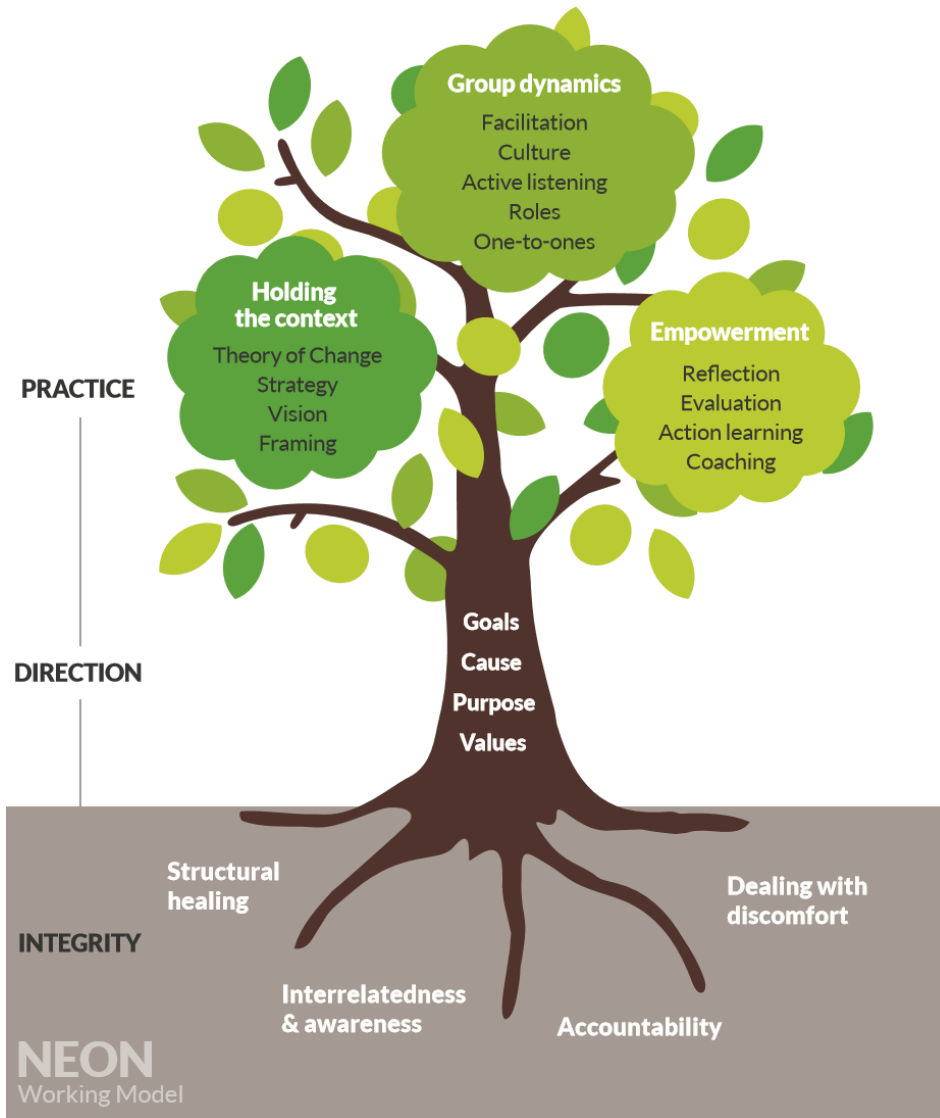 Group dynamics
Facilitation
Culture
Active listening
Roles
One-to-ones
Holding
the context
Theory of Change
Strategy
Vision
Framing
Empowerment
Reflection
Evaluation
Action learning
Coaching
PRACTICE
DIRECTION
Goals
Cause
Purpose
Values
INTEGRITY
Structural
healing
Interrelatedness
& awareness
Accountability
Dealing with
discomfort
NEON
Working Model